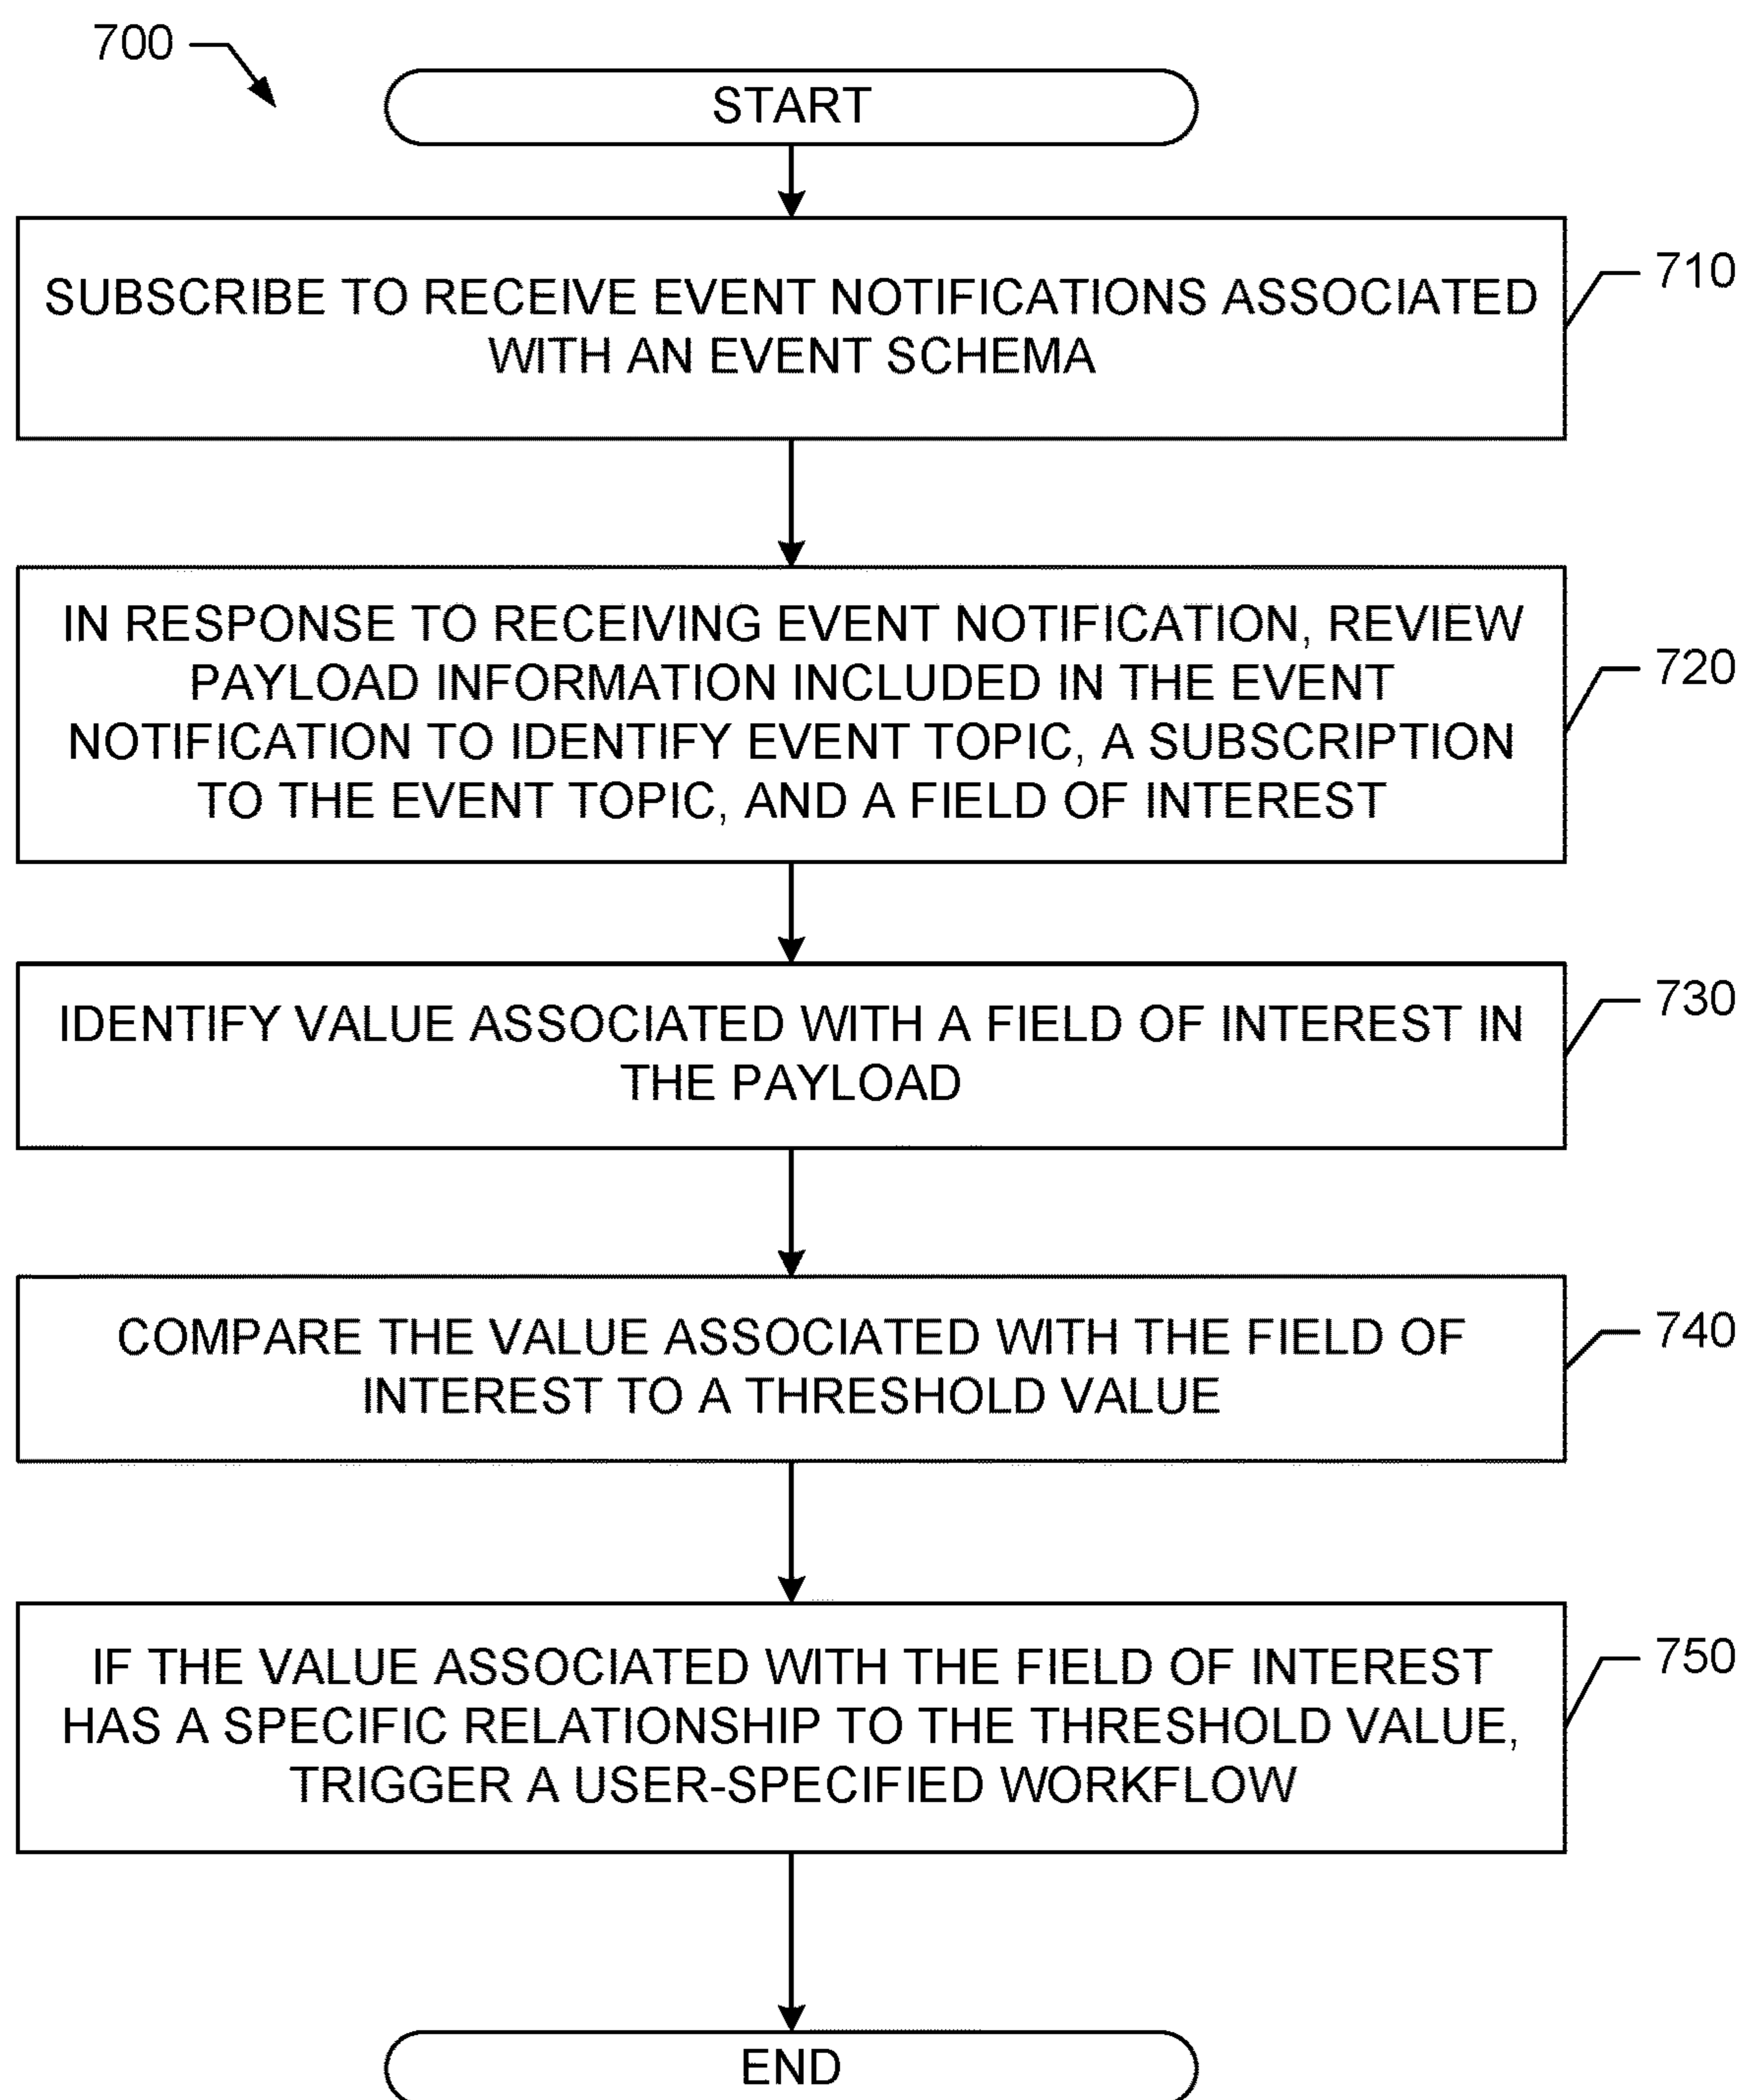 700
START
SUBSCRIBE TO RECEIVE EVENT NOTIFICATIONS ASSOCIATED
WITH AN EVENT SCHEMA
710
IN RESPONSE TO RECEIVING EVENT NOTIFICATION, REVIEW
PAYLOAD INFORMATION INCLUDED IN THE EVENT
NOTIFICATION TO IDENTIFY EVENT TOPIC, A SUBSCRIPTION
TO THE EVENT TOPIC, AND A FIELD OF INTEREST
720
IDENTIFY VALUE ASSOCIATED WITH A FIELD OF INTEREST IN
THE PAYLOAD
730
COMPARE THE VALUE ASSOCIATED WITH THE FIELD OF
INTEREST TO A THRESHOLD VALUE
740
IF THE VALUE ASSOCIATED WITH THE FIELD OF INTEREST
HAS A SPECIFIC RELATIONSHIP TO THE THRESHOLD VALUE,
TRIGGER A USER-SPECIFIED WORKFLOW
750
END